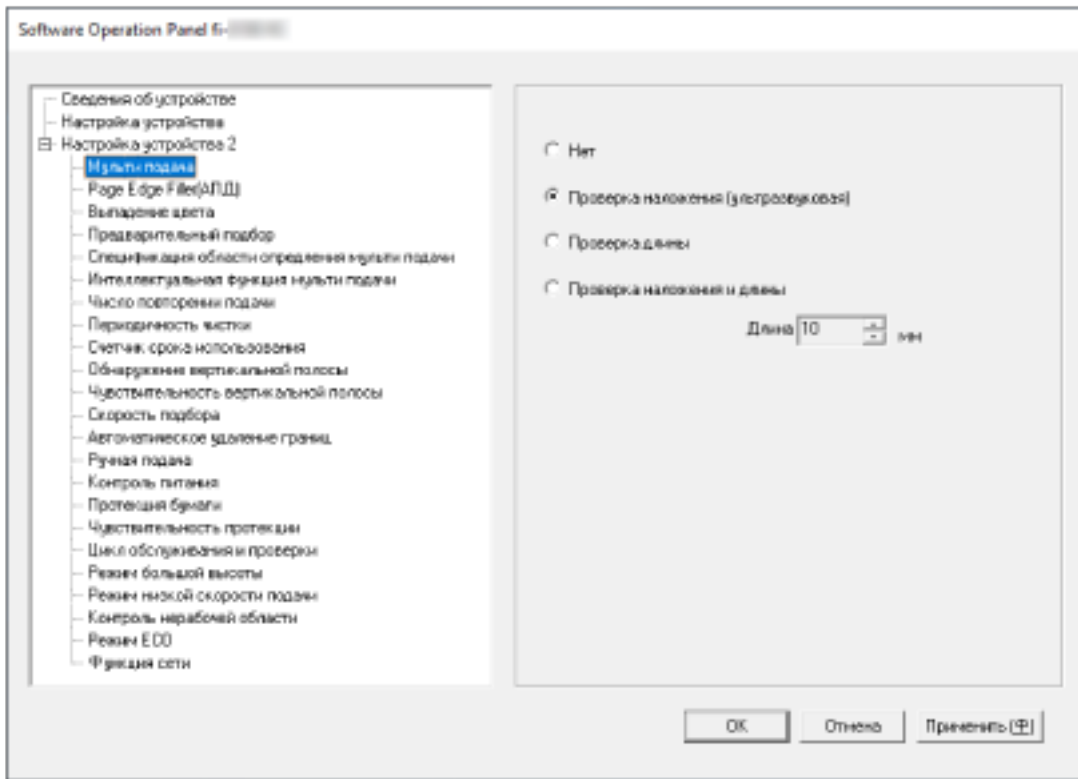 Software Operation Panel fi-
Сведения об устройстве
Настройка устройства
Настройка устройства 2
Мульти подача
Page Edge Filler(АПД)
Выпадение цвета
Предварительный подбор
Спецификация области опредления мульти подачи
Интеллектуальная функция мульти подачи
Число повторении подачи
Периодичность чистки
Счетчик срока использования
Обнаружение вертикальной полосы
Чувствительность вертикальной полосы
Скорость подбора
Автоматическое удаление границ
Ручная подача
Контроль питания
Протекция бумаги
Чувствительность протекции
Цикл обслуживания и проверки
Режим большой высоты
Режим низкой скорости подачи
Контроль нерабочей области
Режим ECO
Функция сети
Нет
Проверка наложения (ультразвуковая)
Проверка длины
Проверка наложения и длины
Длина 10 мм
OK Отмена Применить (Ф)